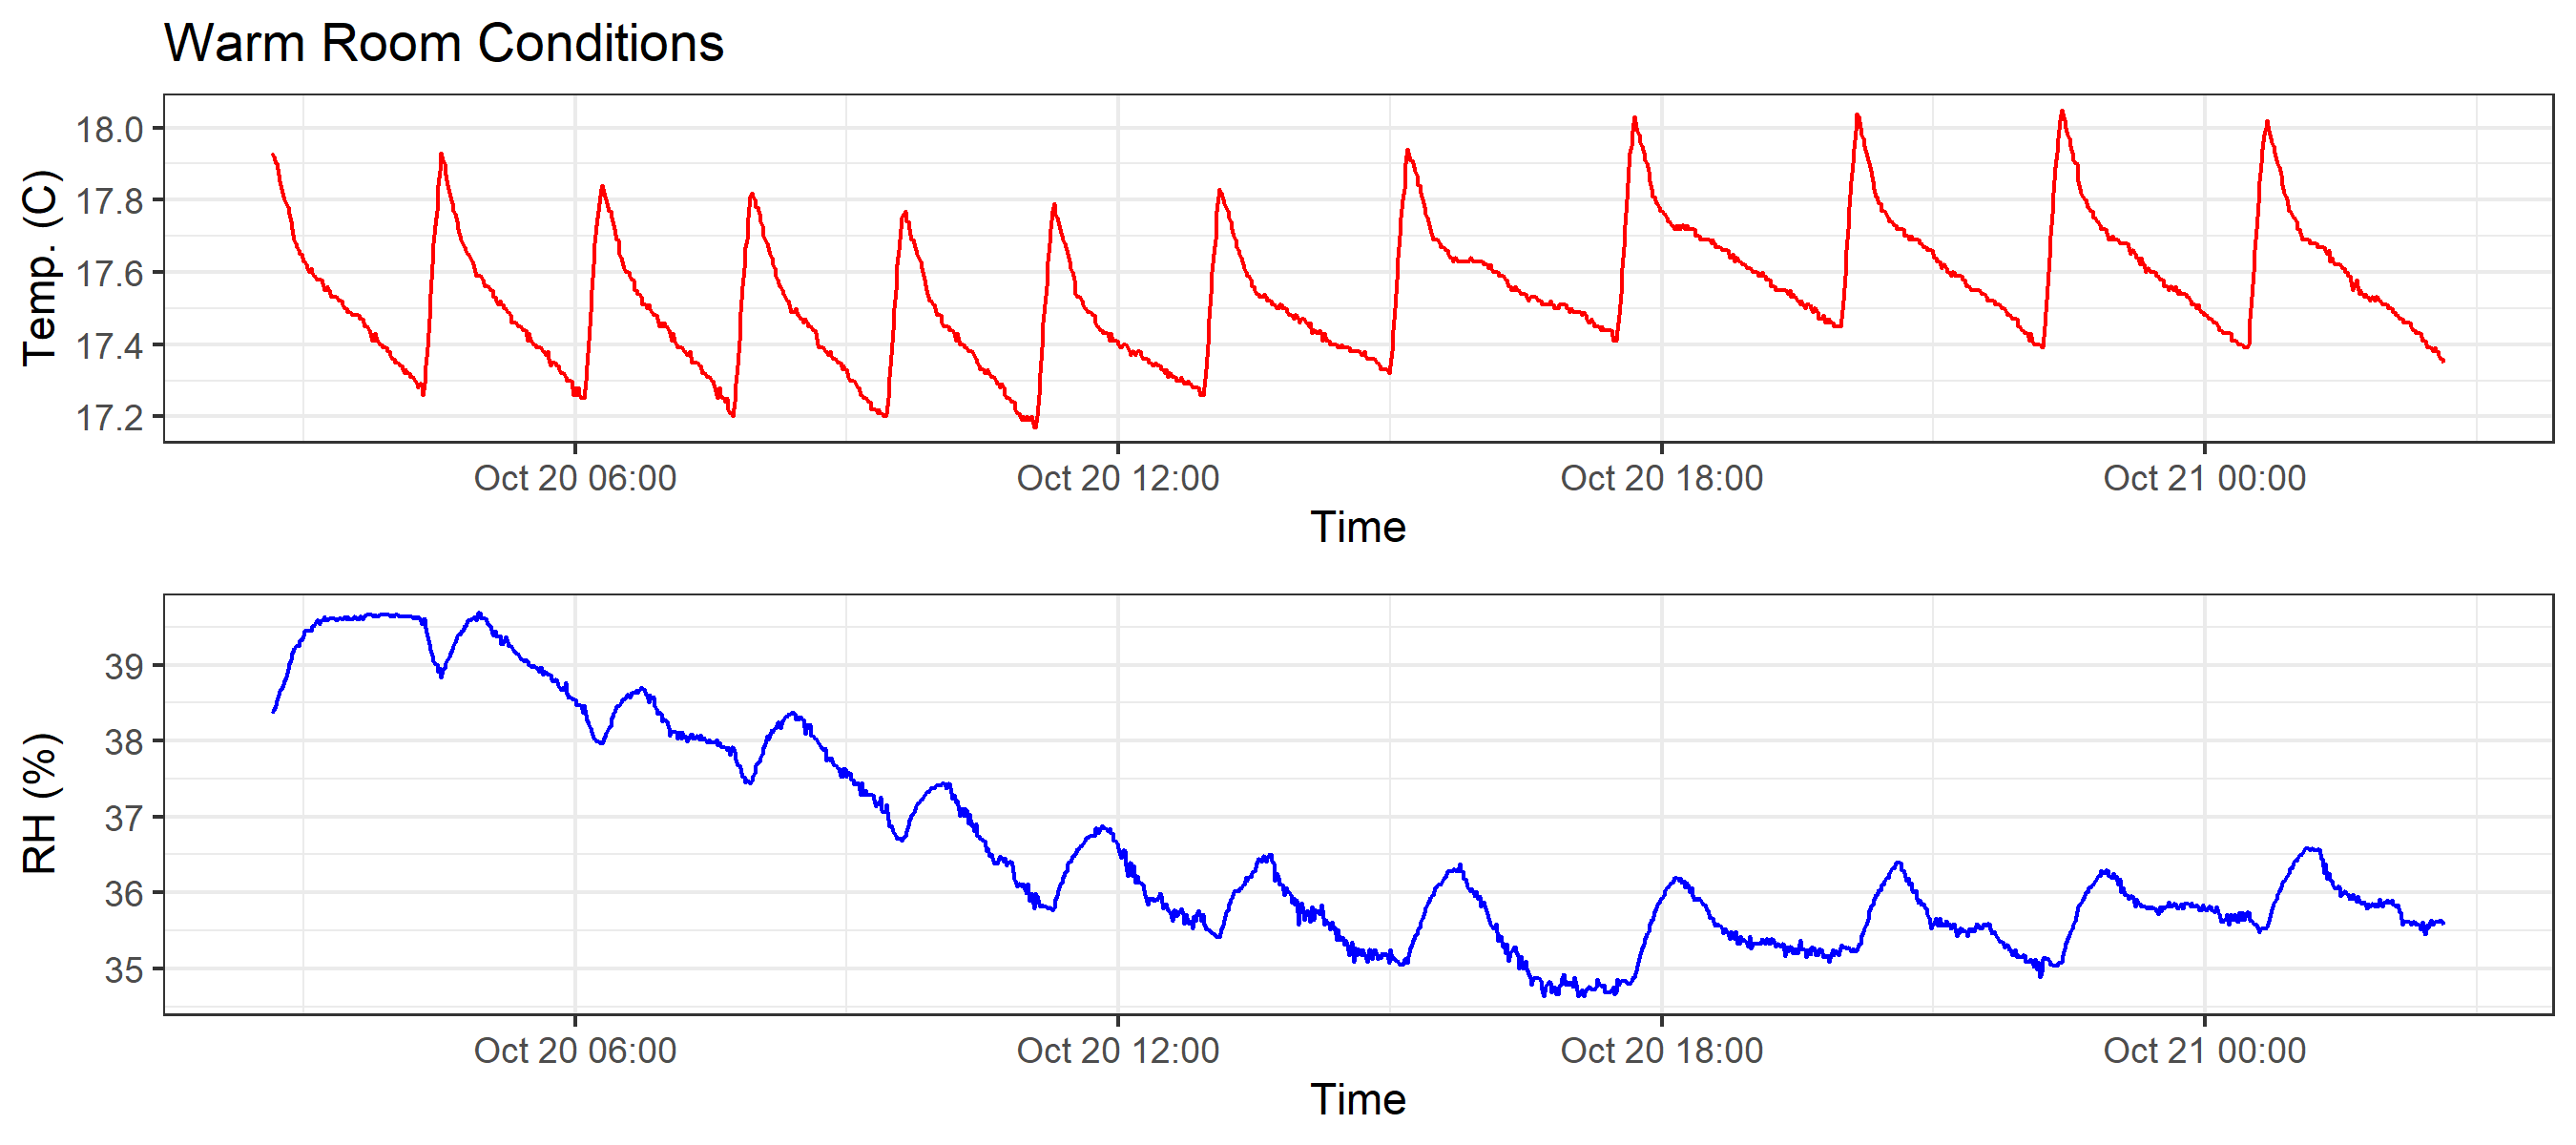 Warm Room Conditions
Temp. (C)
18.0
17.8
17.6
17.4
17.2
Oct 20 06:00 Oct 20 12:00 Oct 20 18:00 Oct 21 00:00
Time
RH (%)
39
38
37
36
35
Oct 20 06:00 Oct 20 12:00 Oct 20 18:00 Oct 21 00:00
Time